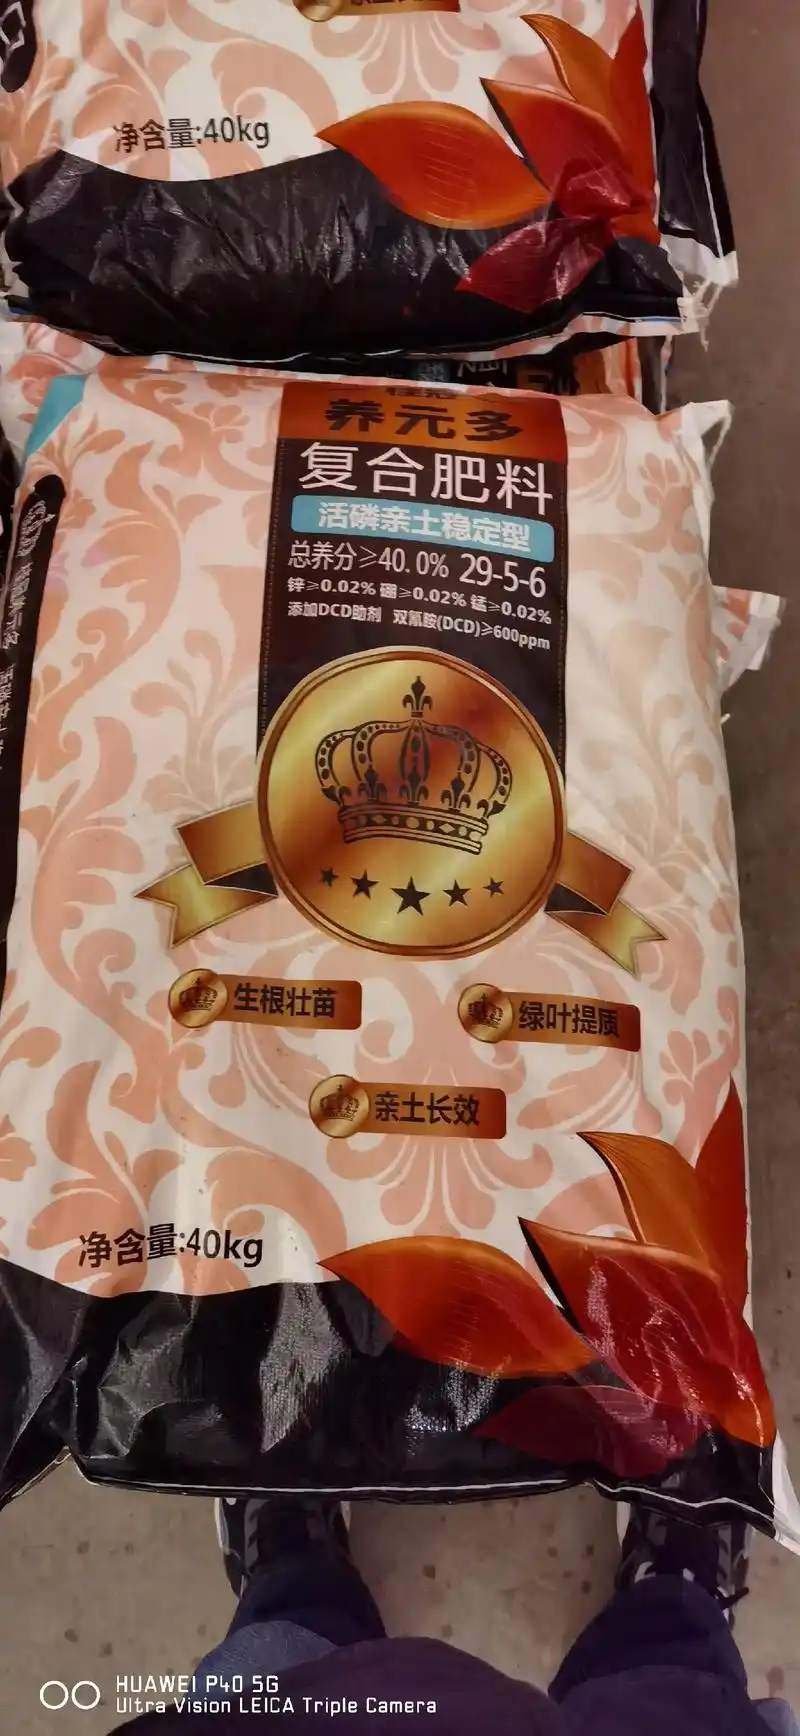 净含量:40kg
养元多
复合肥料
活磷亲土稳定型
总养分≥40.0% 29-5-6
锌≥0.02% 硼≥0.02% 锰≥0.02%
添加DCD助剂 双氰胺(DCD)≥600ppm
生根壮苗
绿叶提质
亲土长效
净含量:40kg
HUAWEI P40 5G
Ultra Vision LEICA Triple Camera